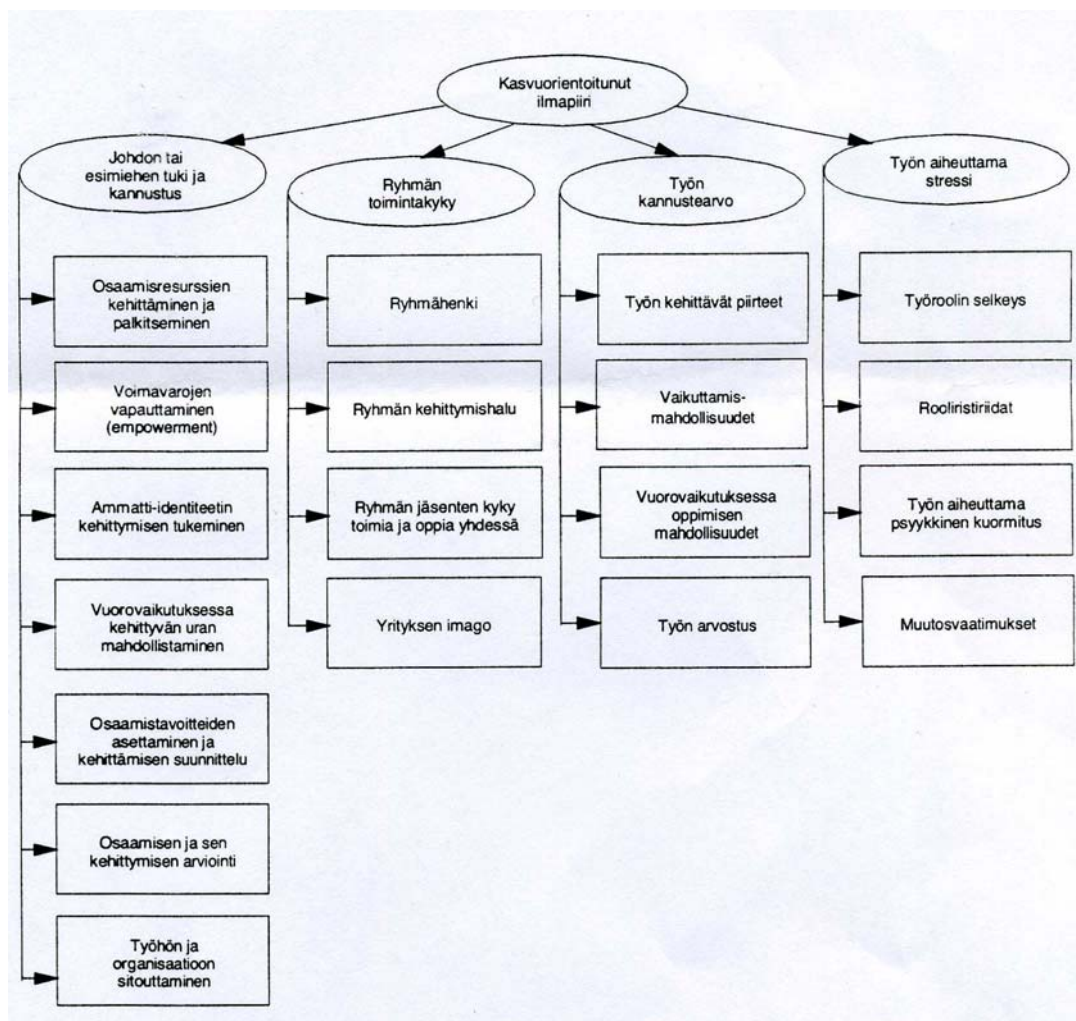 Kasvuorientoitunut
ilmapiiri
Johdon tai
esimiehen tuki ja
kannustus
Ryhmän
toimintakyky
Työn
kannustearvo
Työn aiheuttama
stressi
Osaamisresurssien
kehittäminen ja
palkitseminen
Voimavarojen
vapauttaminen
(empowerment)
Ammatti-identiteetin
kehittymisen tukeminen
Vuorovaikutuksessa
kehittyvän uran
mahdollistaminen
Osaamistavoitteiden
asettaminen ja
kehittämisen suunnittelu
Osaamisen ja sen
kehittymisen arviointi
Työhön ja
organisaatioon
sitouttaminen
Ryhmähenki
Ryhmän kehittymishalu
Ryhmän jäsenten kyky
toimia ja oppia yhdessä
Yrityksen imago
Työn kehittävät piirteet
Vaikuttamis-
mahdollisuudet
Vuorovaikutuksessa
oppimisen
mahdollisuudet
Työn arvostus
Työroolin selkeys
Rooliristiriidat
Työn aiheuttama
psyykkinen kuormitus
Muutosvaatimukset